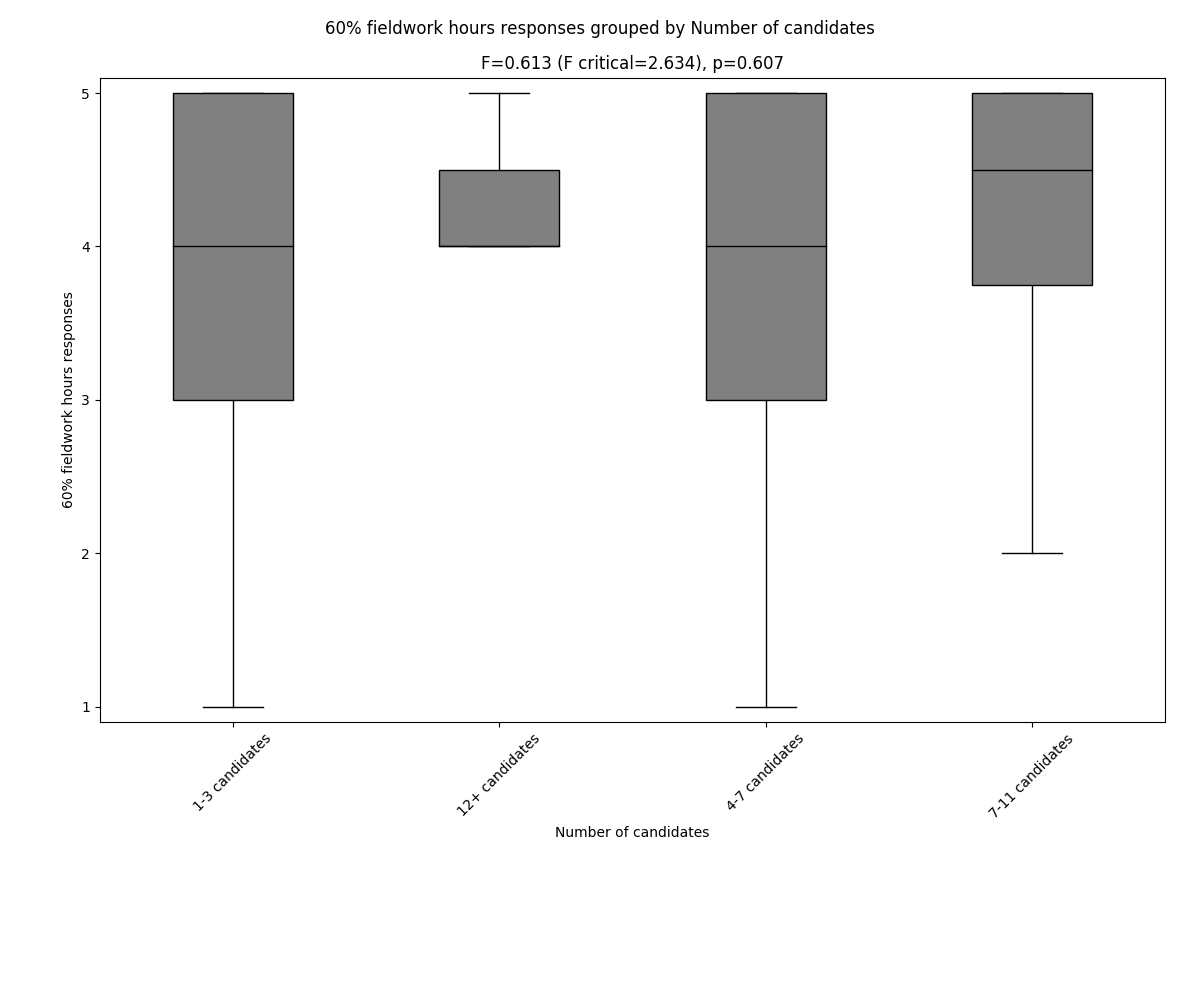 60% fieldwork hours responses grouped by Number of candidates
F=0.613 (F critical=2.634), p=0.607
5
4
3
2
1
60% fieldwork hours responses
1-3 candidates
12+ candidates
4-7 candidates
7-11 candidates
Number of candidates